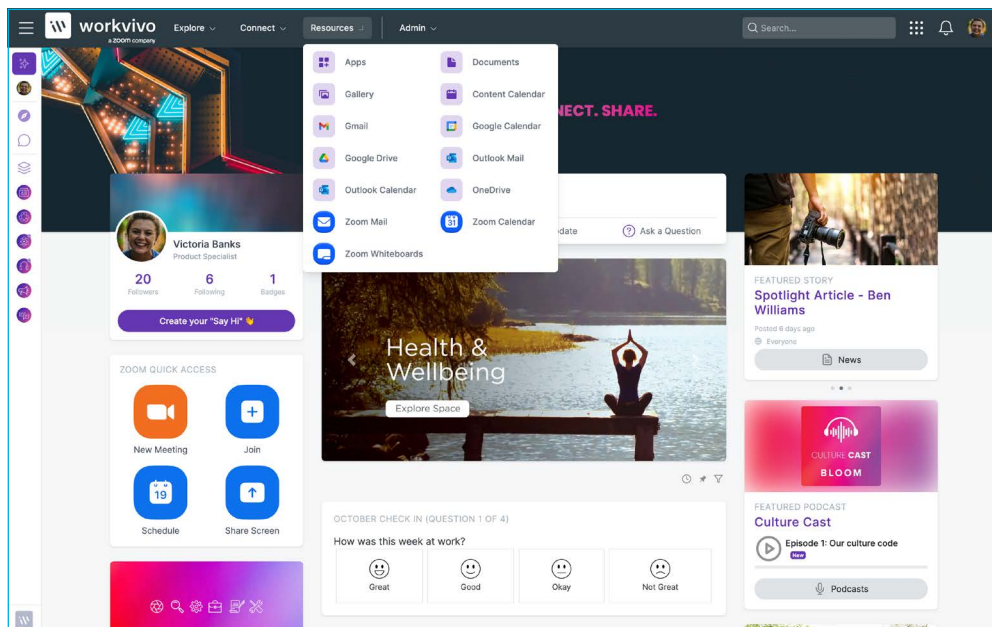 workvivo
a zoom company
Explore
Connect
Resources
Admin
Search...
Apps
Documents
Gallery
Content Calendar
Gmail
Google Calendar
Google Drive
Outlook Mail
Outlook Calendar
OneDrive
Zoom Mail
31
Zoom Calendar
Zoom Whiteboards
NECT. SHARE.
date
Ask a Question
Victoria Banks
Product Specialist
20
6
1
Followers
Following
Badges
Create your "Say Hi" 👋
ZOOM QUICK ACCESS
New Meeting
Join
19
Schedule
Share Screen
Health &
Wellbeing
Explore Space
OCTOBER CHECK IN (QUESTION 1 OF 4)
How was this week at work?
Great
Good
Okay
Not Great
FEATURED STORY
Spotlight Article - Ben
Williams
Posted 6 days ago
Everyone
News
CULTURE CAST
BLOOM
FEATURED PODCAST
Culture Cast
Episode 1: Our culture code
New
Podcasts